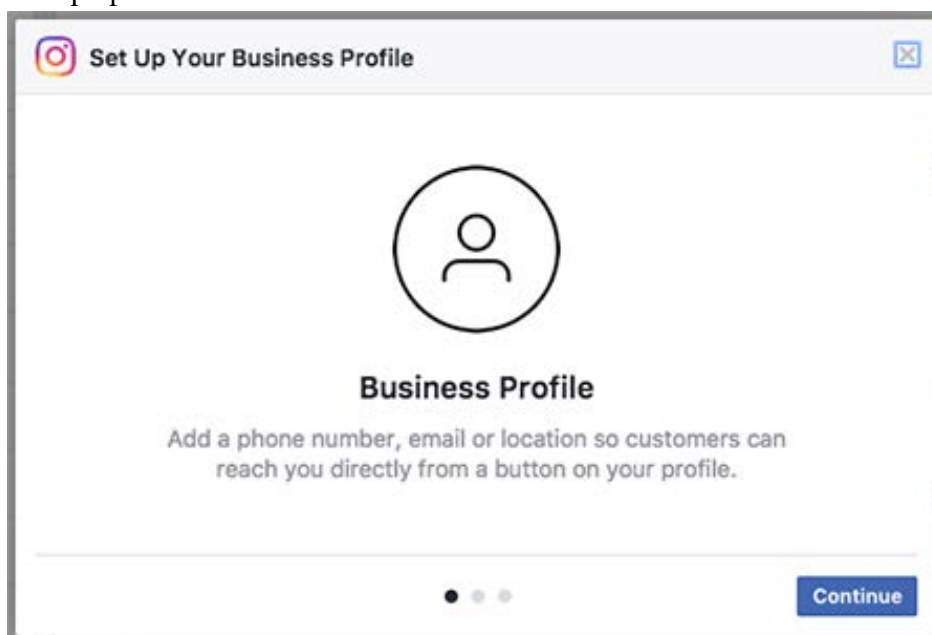 Set Up Your Business Profile
Business Profile
Add a phone number, email or location so customers can
reach you directly from a button on your profile.
Continue